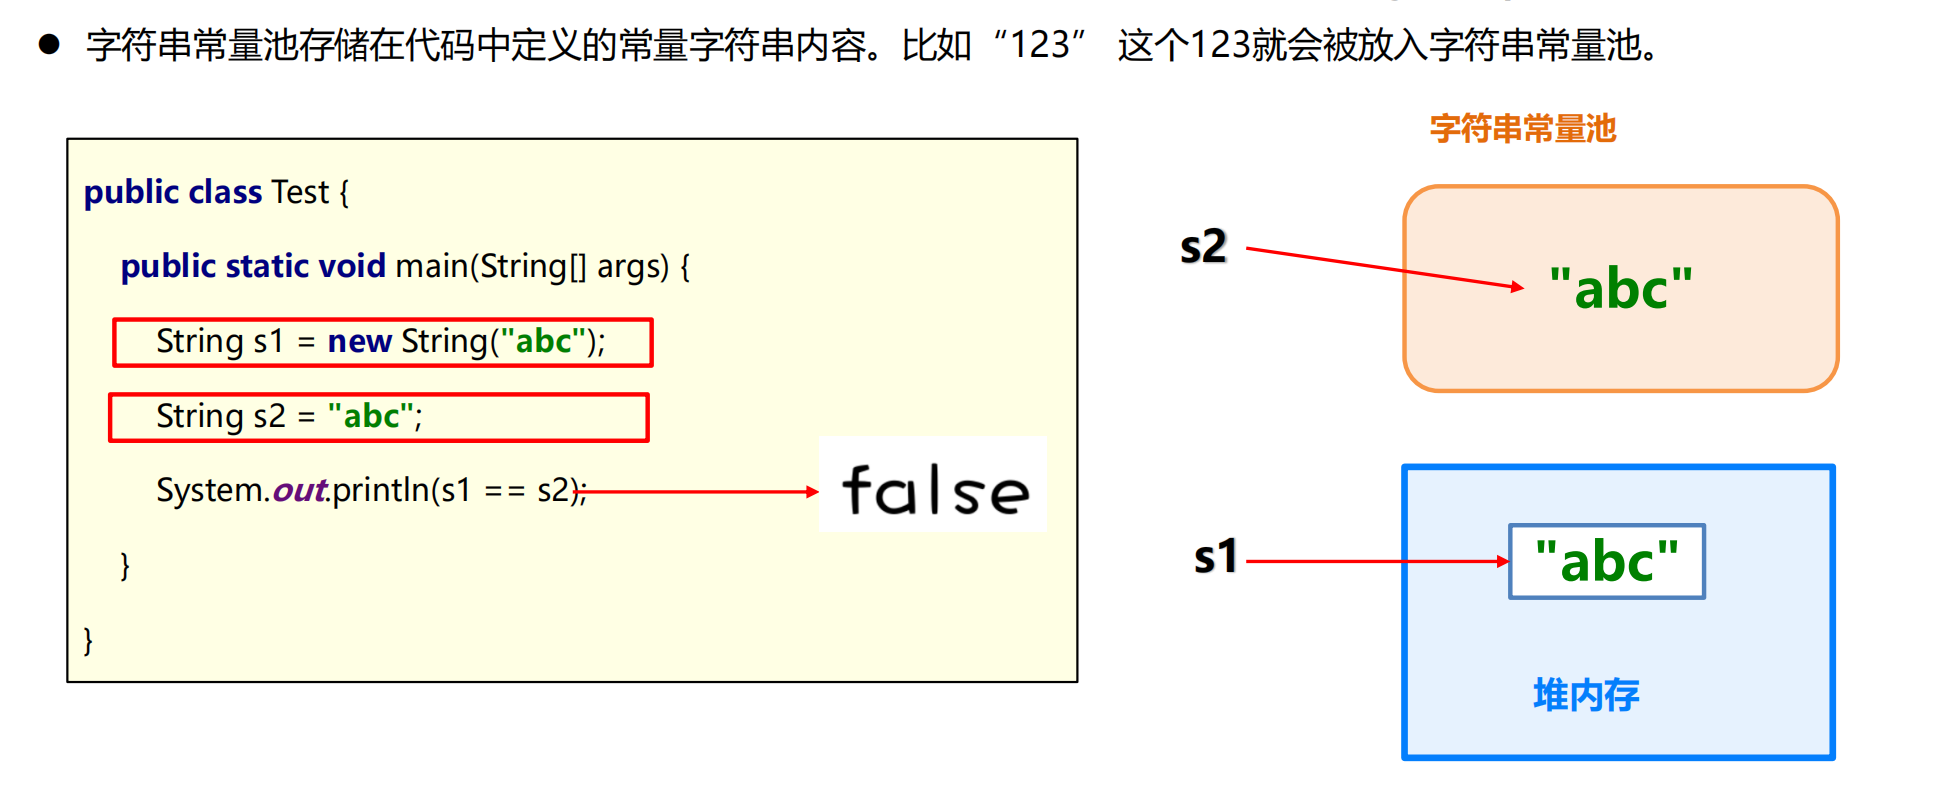 ● 字符串常量池存储在代码中定义的常量字符串内容。比如“123” 这个123就会被放入字符串常量池。
字符串常量池
public class Test {
public static void main(String[] args) {
String s1 = new String("abc");
String s2 = "abc";
System.out.println(s1 == s2);
false
}
}
s2
"abc"
s1
"abc"
堆内存